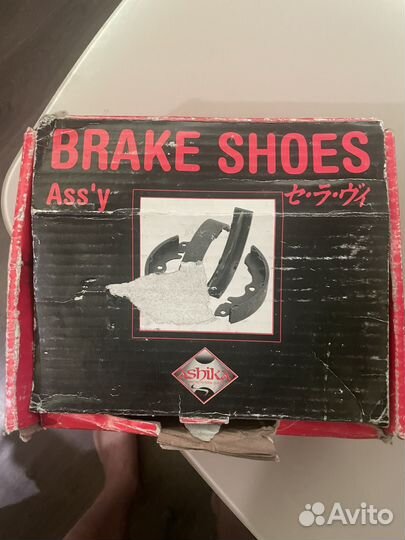 BRAKE SHOES
Ass'y
セ・ラ・ヴィ
Ashika
Avito